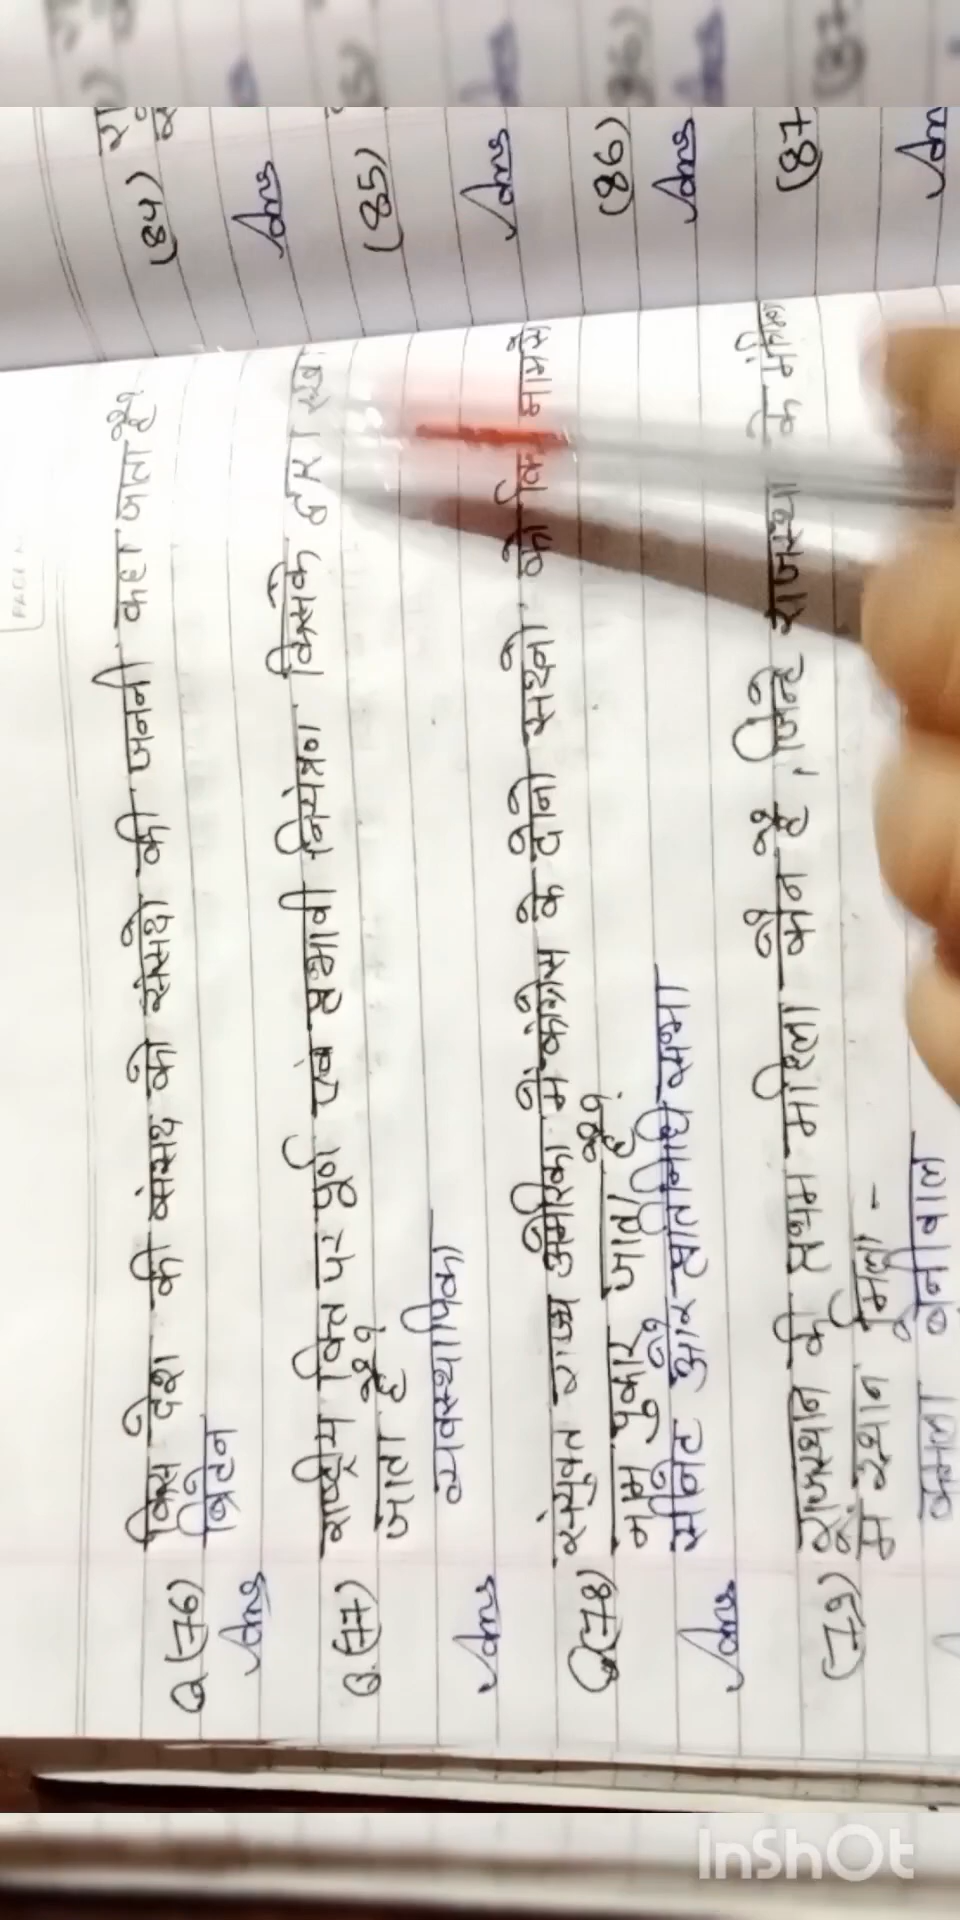 Q.(76) किस देश की संसद को संसदो की जननी कहा जाता है?
Ans ब्रिटेन
Q.(77) राष्ट्रीय वित्त पर पूर्ण एवं प्रभावी नियंत्रण किसके द्वारा रखा
जाता है?
Ans व्यवस्थापिका
Q(78) संयुक्त राज्य अमेरिका में कांग्रेस के दोनो सदनो को किस नाम से
नाम पुकारे जाते है?
Ans सीनेट और प्रतिनिधि सभा
(79) राजस्थान की प्रथम महिला कौन है, जिन्हे राजस्थान के मंत्रिमंडल
में स्थान मिला -
कमला बेनीवाल
(84)
Ans
(85)
Ans
(86)
Ans
(87
Ans
InShOt